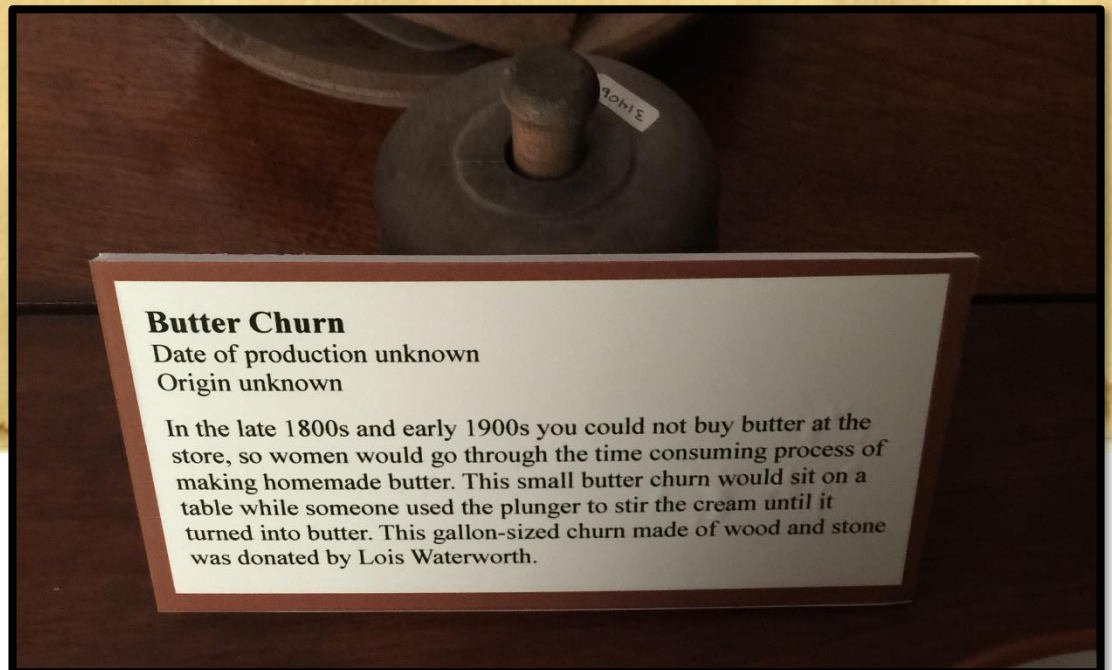 31406
Butter Churn
Date of production unknown
Origin unknown
In the late 1800s and early 1900s you could not buy butter at the
store, so women would go through the time consuming process of
making homemade butter. This small butter churn would sit on a
table while someone used the plunger to stir the cream until it
turned into butter. This gallon-sized churn made of wood and stone
was donated by Lois Waterworth.